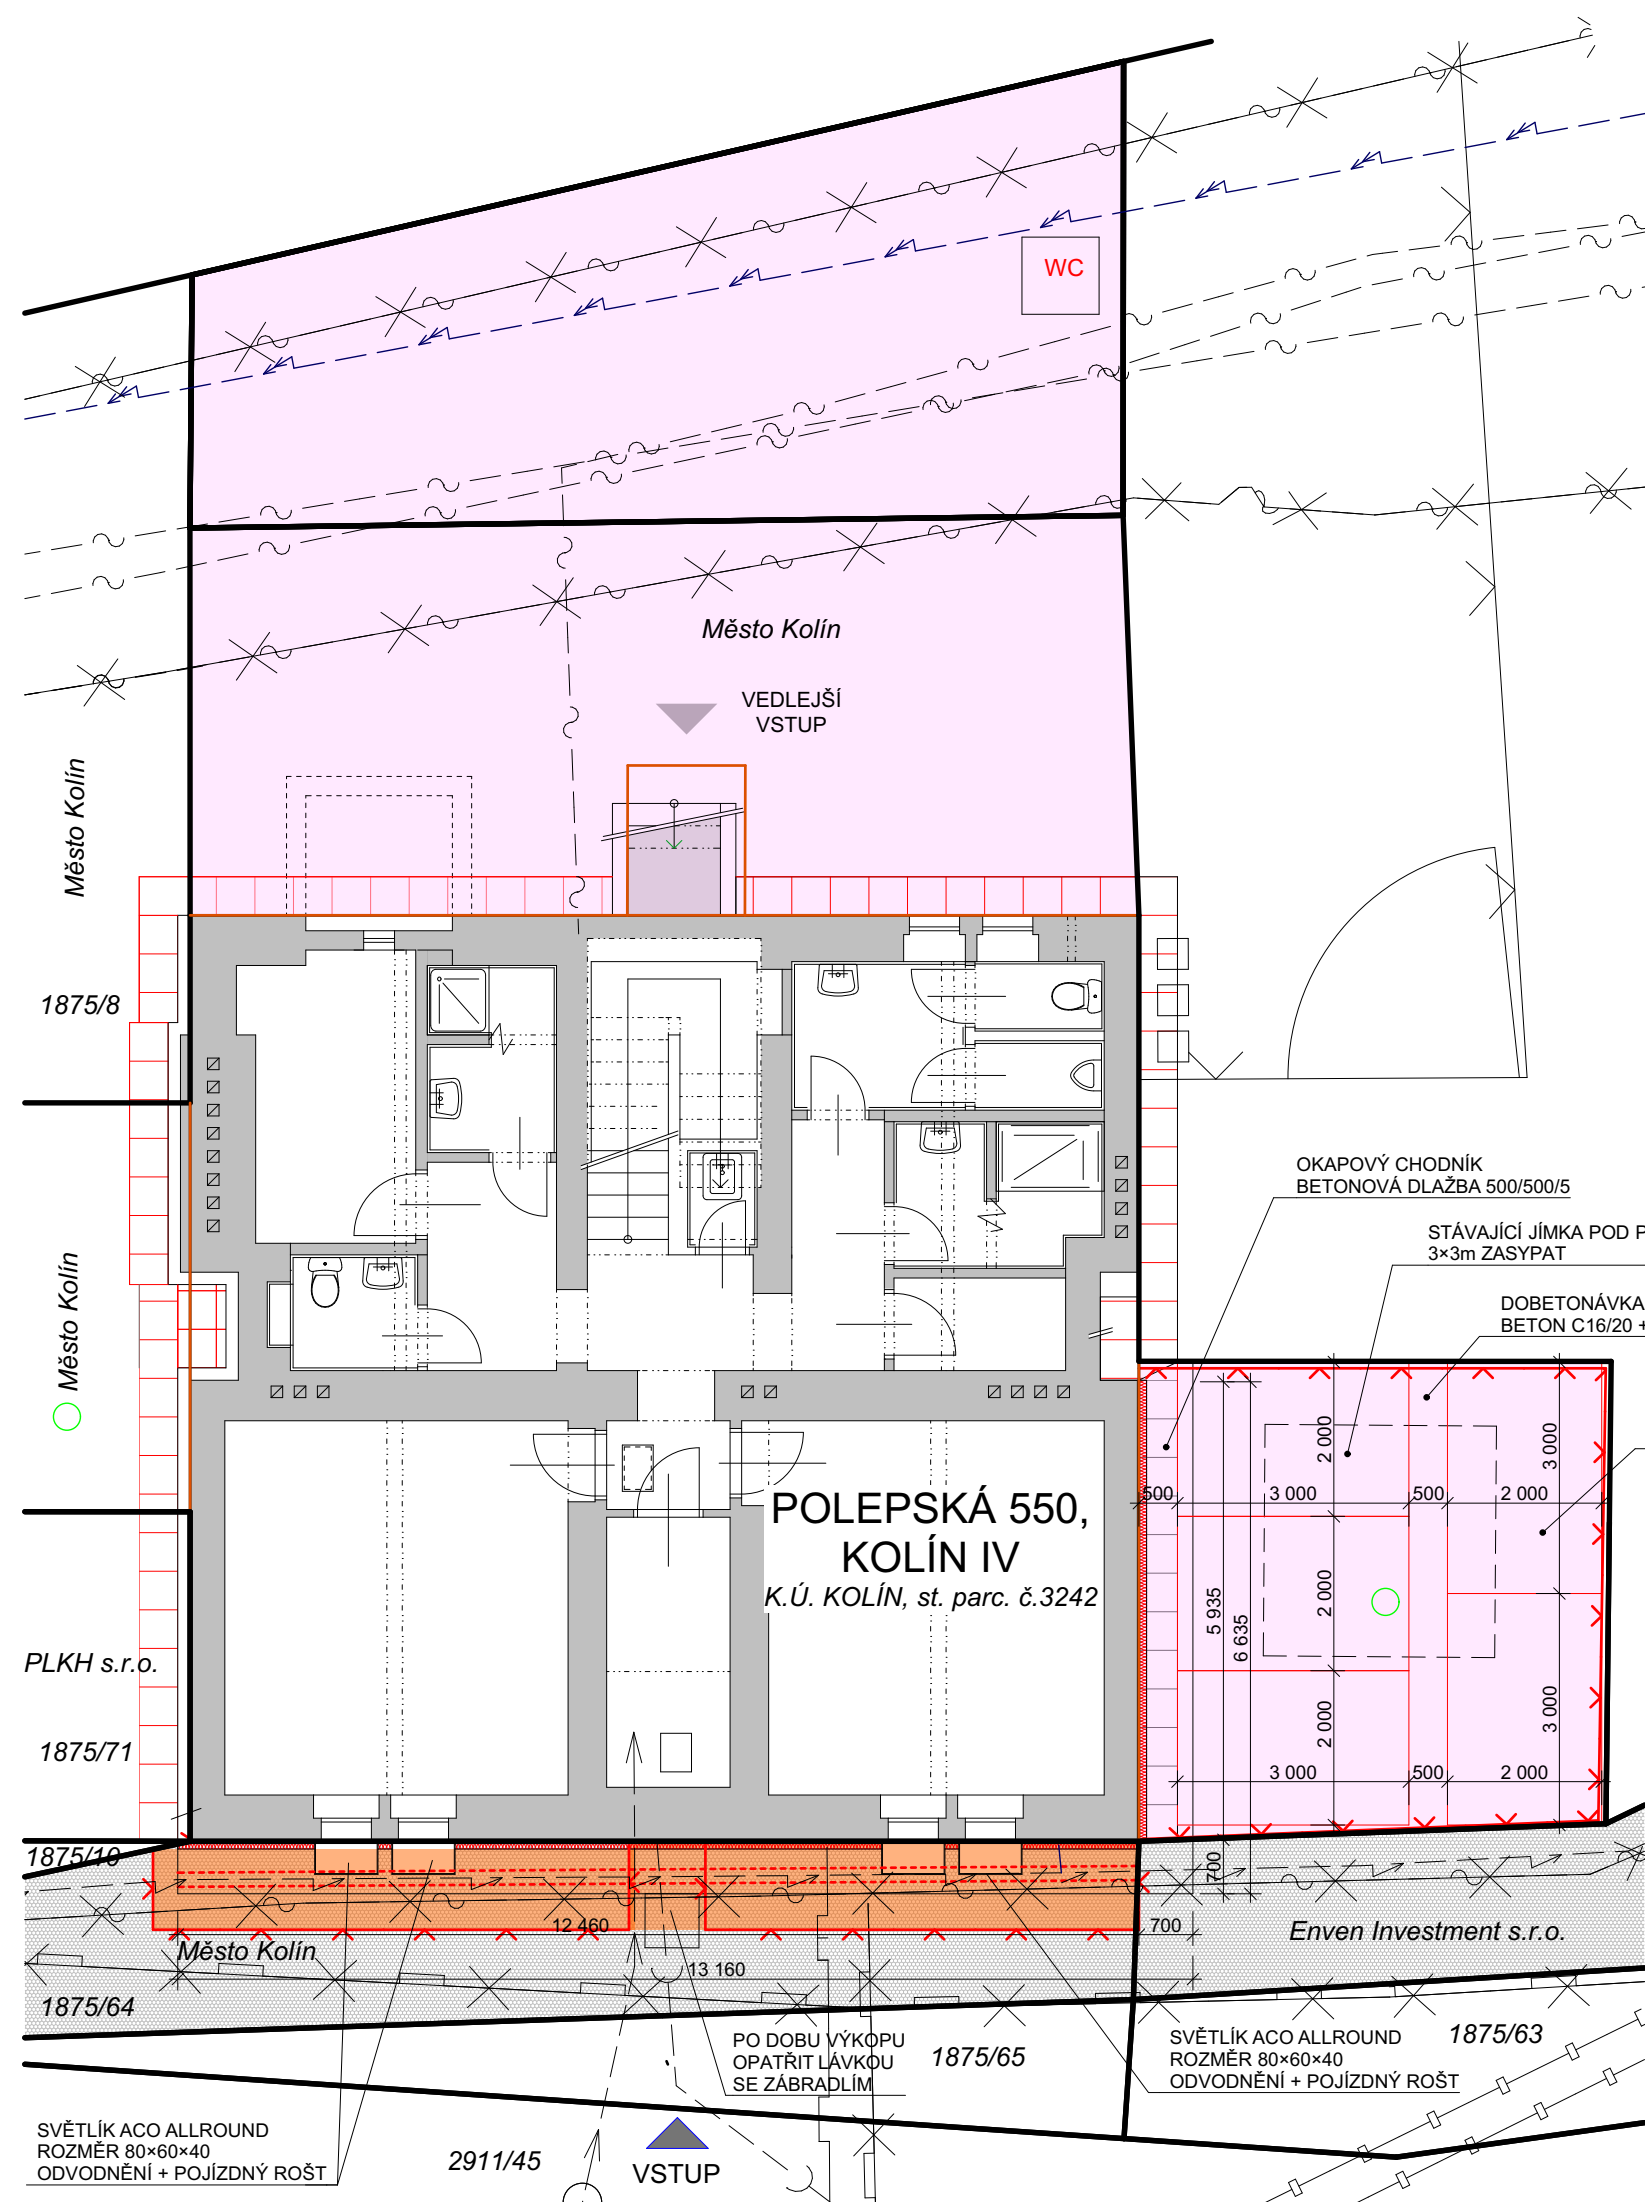 WC
Město Kolín
VEDLEJŠÍ
VSTUP
Město Kolín
1875/8
OKAPOVÝ CHODNÍK
BETONOVÁ DLAŽBA 500/500/5
STÁVAJÍCÍ JÍMKA POD P
3×3m ZASYPAT
Město Kolín
DOBETONÁVKA
BETON C16/20 +
2 000
3 000
500
3 000
500
2 000
POLEPSKÁ 550,
KOLÍN IV
K.Ú. KOLÍN, st. parc. č.3242
5 935
6 635
2 000
PLKH s.r.o.
2 000
3 000
1875/71
3 000
500
2 000
1875/10
700
12 460
700
Enven Investment s.r.o.
Město Kolín
13 160
1875/64
PO DOBU VÝKOPU
OPATŘIT LÁVKOU
SE ZÁBRADLÍM
1875/65
SVĚTLÍK ACO ALLROUND
ROZMĚR 80×60×40
ODVODNĚNÍ + POJÍZDNÝ ROŠT
1875/63
SVĚTLÍK ACO ALLROUND
ROZMĚR 80×60×40
ODVODNĚNÍ + POJÍZDNÝ ROŠT
2911/45
VSTUP